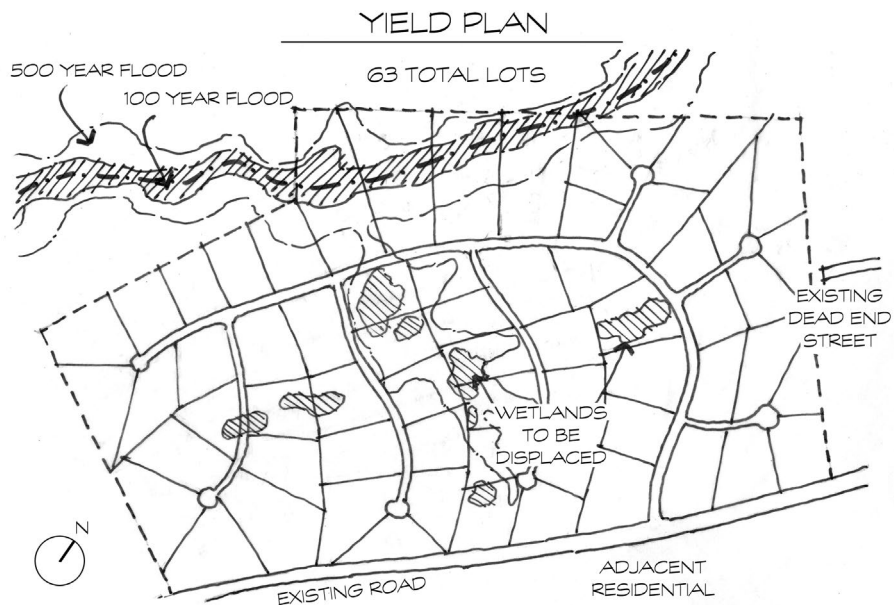 YIELD PLAN
63 TOTAL LOTS
500 YEAR FLOOD
100 YEAR FLOOD
EXISTING
DEAD END
STREET
WETLANDS
TO BE
DISPLACED
N
EXISTING ROAD
ADJACENT
RESIDENTIAL